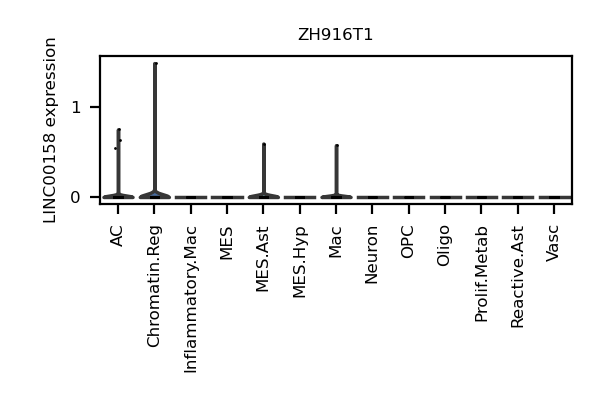 ZH916T1
LINC00158 expression
1
0
AC
Chromatin.Reg
Inflammatory.Mac
MES
MES.Ast
MES.Hyp
Mac
Neuron
OPC
Oligo
Prolif.Metab
Reactive.Ast
Vasc